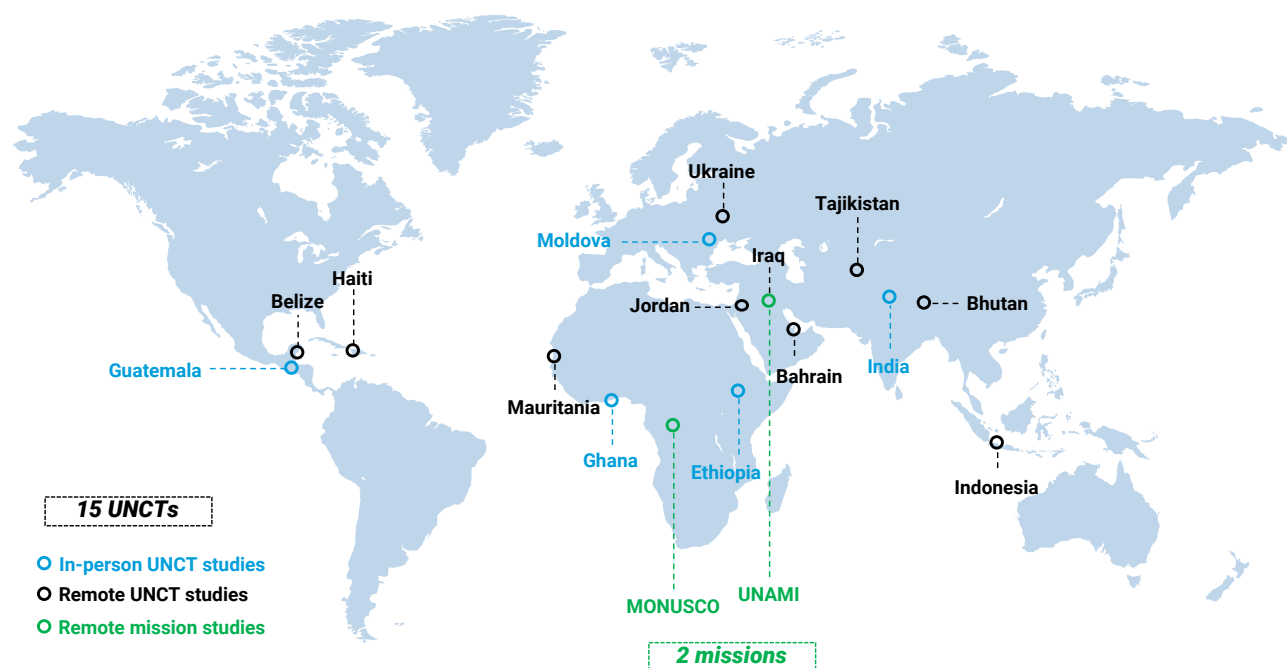 Ukraine
Tajikistan
Moldova
Iraq
Haiti
Belize
Jordan
Bhutan
Guatemala
India
Bahrain
Mauritania
Ghana
Ethiopia
Indonesia
15 UNCTs
In-person UNCT studies
Remote UNCT studies
Remote mission studies
MONUSCO
UNAMI
2 missions